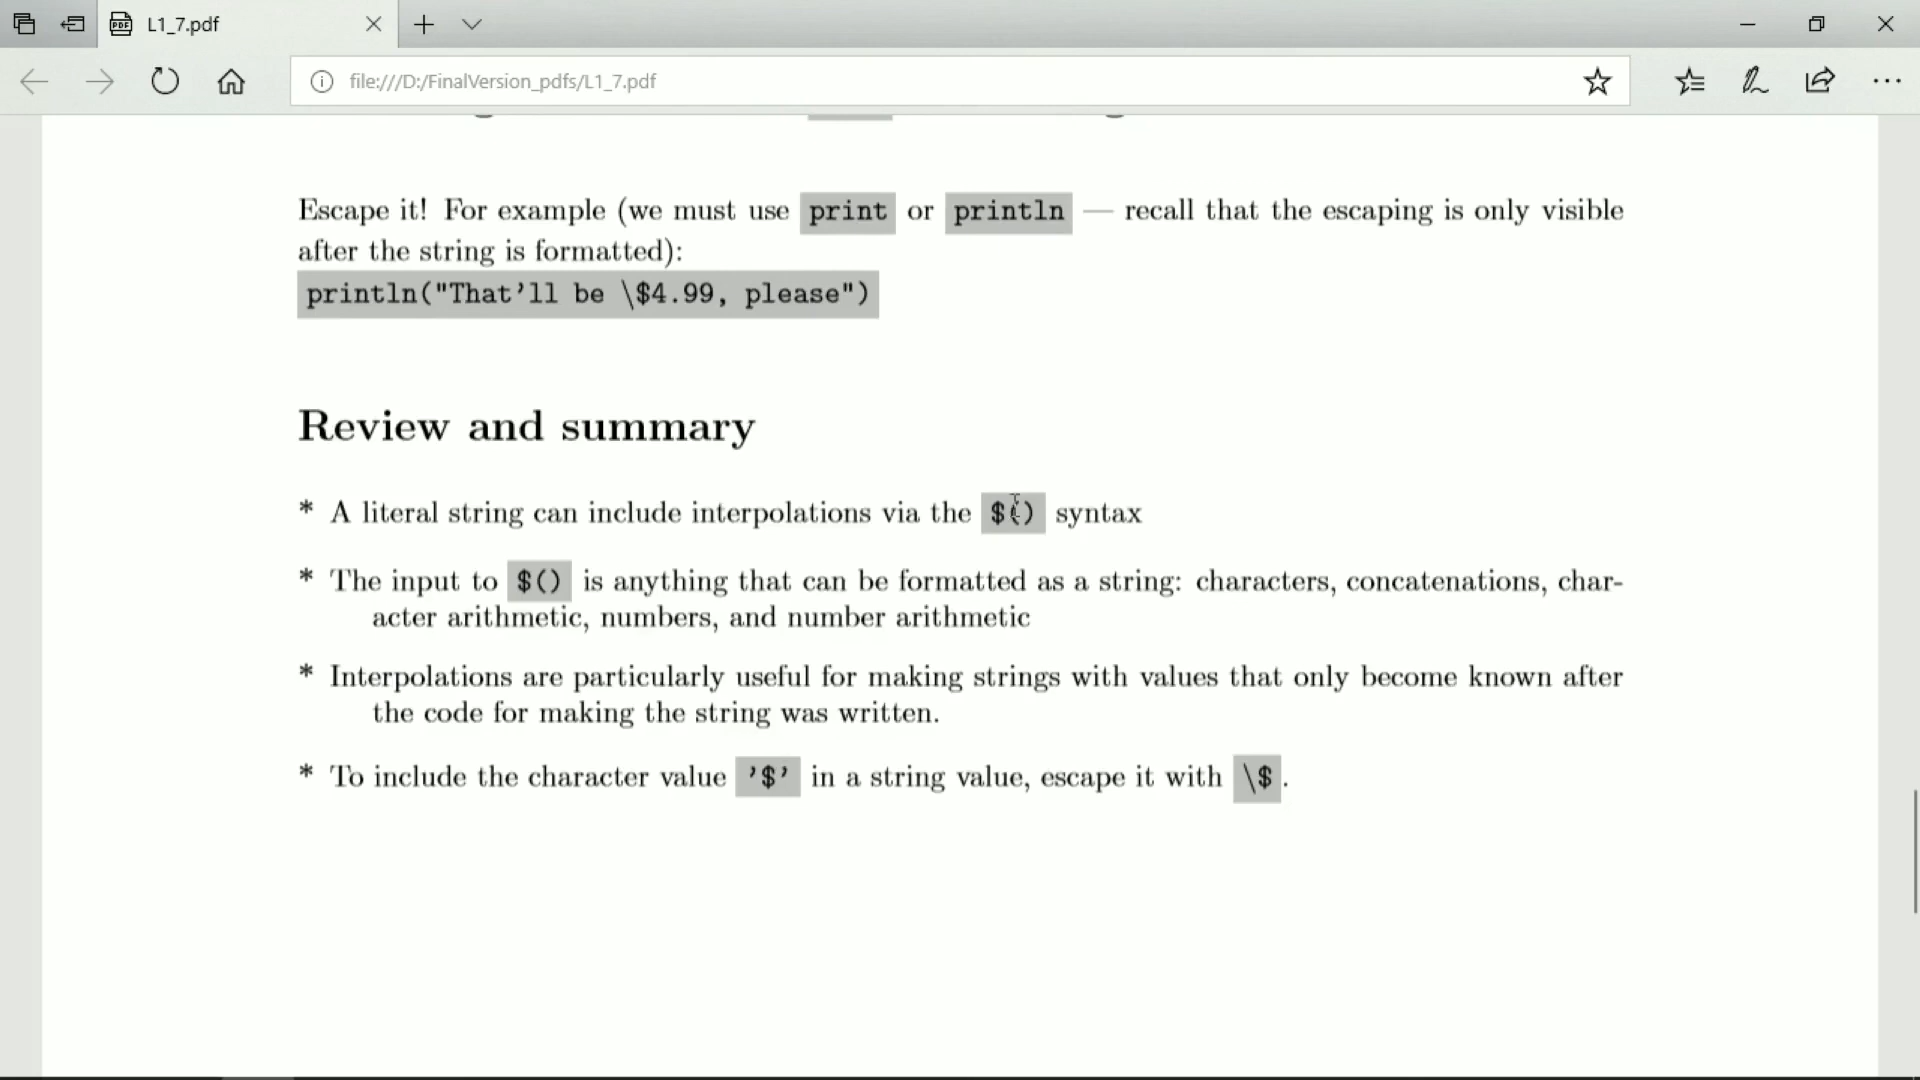 L1_7.pdf
file:///D:/FinalVersion_pdfs/L1_7.pdf
Escape it! For example (we must use print or println — recall that the escaping is only visible
after the string is formatted):
println("That’ll be \$4.99, please")
Review and summary
* A literal string can include interpolations via the $() syntax
* The input to $() is anything that can be formatted as a string: characters, concatenations, char-
acter arithmetic, numbers, and number arithmetic
* Interpolations are particularly useful for making strings with values that only become known after
the code for making the string was written.
* To include the character value ’$’ in a string value, escape it with \$.